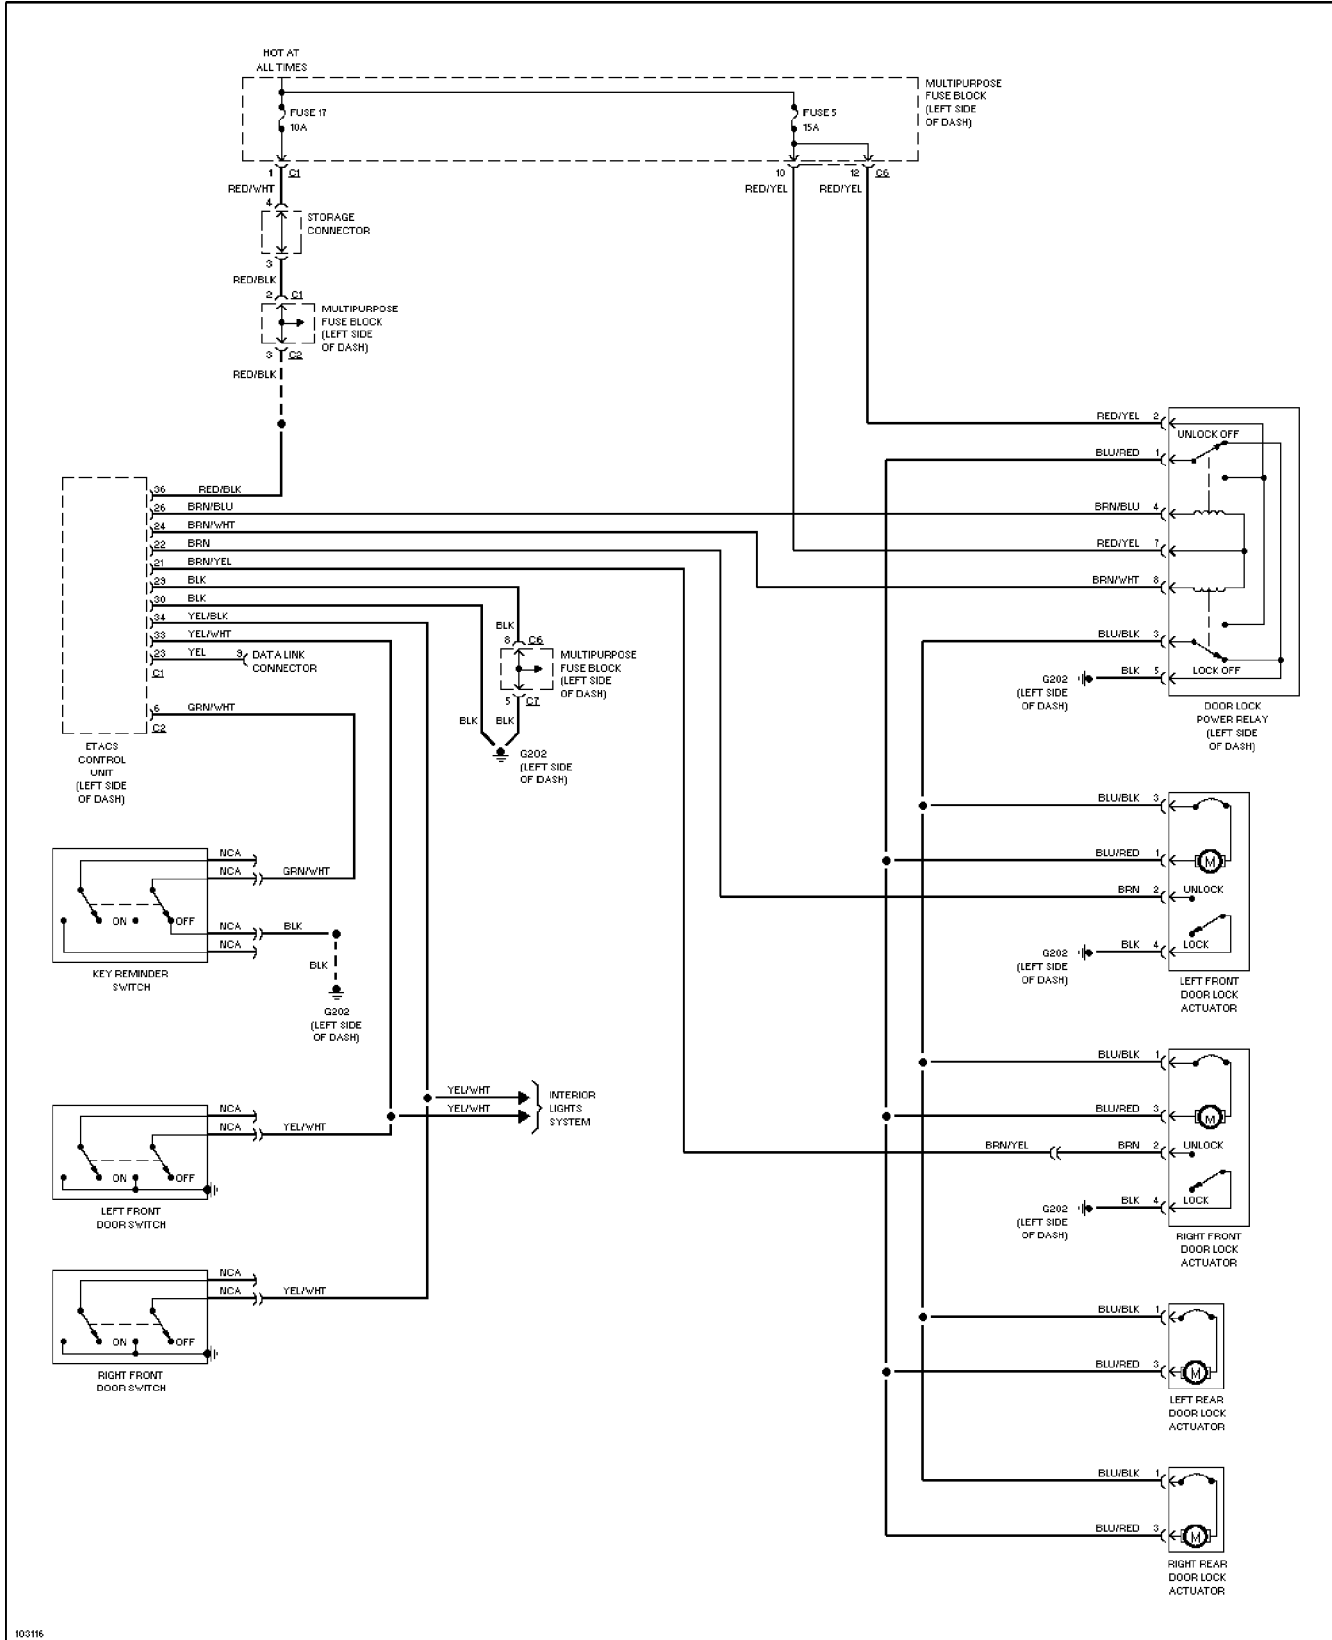 HOT AT
ALL TIMES
MULTIPURPOSE
FUSE BLOCK
(LEFT SIDE
OF DASH)
FUSE 17
10A
FUSE 5
15A
1 C1
10
12 C6
RED/WHT
RED/YEL
RED/YEL
4
STORAGE
CONNECTOR
3
RED/BLK
2 C1
MULTIPURPOSE
FUSE BLOCK
(LEFT SIDE
OF DASH)
3 C2
RED/BLK
36 RED/BLK
26 BRN/BLU
24 BRN/WHT
22 BRN
21 BRN/YEL
29 BLK
30 BLK
34 YEL/BLK
33 YEL/WHT
23 YEL
C1
9 DATA LINK
CONNECTOR
6 GRN/WHT
C2
ETACS
CONTROL
UNIT
(LEFT SIDE
OF DASH)
BLK
8 C6
MULTIPURPOSE
FUSE BLOCK
(LEFT SIDE
OF DASH)
5 C7
BLK
BLK
G202
(LEFT SIDE
OF DASH)
RED/YEL 2
UNLOCK OFF
BLU/RED 1
BRN/BLU 4
RED/YEL 7
BRN/WHT 8
BLU/BLK 3
LOCK OFF
BLK 5
G202
(LEFT SIDE
OF DASH)
DOOR LOCK
POWER RELAY
(LEFT SIDE
OF DASH)
BLU/BLK 3
BLU/RED 1
M
BRN 2
UNLOCK
BLK 4
LOCK
G202
(LEFT SIDE
OF DASH)
LEFT FRONT
DOOR LOCK
ACTUATOR
NCA
NCA
GRN/WHT
ON
OFF
NCA
BLK
NCA
KEY REMINDER
SWITCH
BLK
G202
(LEFT SIDE
OF DASH)
YEL/WHT
YEL/WHT
INTERIOR
LIGHTS
SYSTEM
NCA
NCA
YEL/WHT
ON
OFF
LEFT FRONT
DOOR SWITCH
BLU/BLK 1
BLU/RED 3
M
BRN/YEL
BRN 2
UNLOCK
BLK 4
LOCK
G202
(LEFT SIDE
OF DASH)
RIGHT FRONT
DOOR LOCK
ACTUATOR
NCA
NCA
YEL/WHT
ON
OFF
RIGHT FRONT
DOOR SWITCH
BLU/BLK 1
BLU/RED 3
M
LEFT REAR
DOOR LOCK
ACTUATOR
BLU/BLK 1
BLU/RED 3
M
RIGHT REAR
DOOR LOCK
ACTUATOR
103116